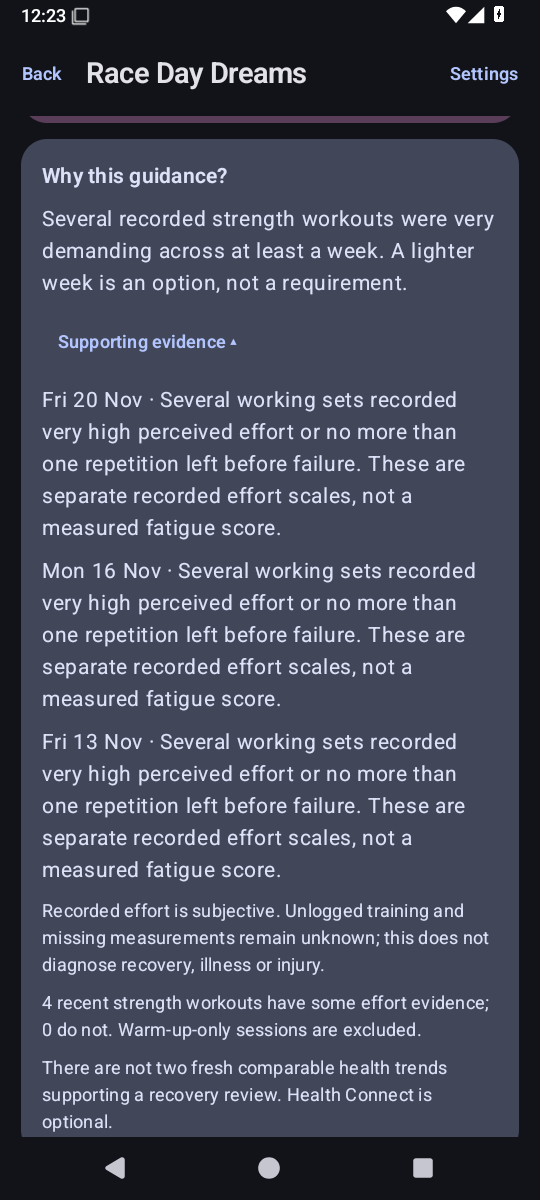 12:23
Back
Race Day Dreams
Settings
Why this guidance?
Several recorded strength workouts were very
demanding across at least a week. A lighter
week is an option, not a requirement.
Supporting evidence ▴
Fri 20 Nov · Several working sets recorded
very high perceived effort or no more than
one repetition left before failure. These are
separate recorded effort scales, not a
measured fatigue score.
Mon 16 Nov · Several working sets recorded
very high perceived effort or no more than
one repetition left before failure. These are
separate recorded effort scales, not a
measured fatigue score.
Fri 13 Nov · Several working sets recorded
very high perceived effort or no more than
one repetition left before failure. These are
separate recorded effort scales, not a
measured fatigue score.
Recorded effort is subjective. Unlogged training and
missing measurements remain unknown; this does not
diagnose recovery, illness or injury.
4 recent strength workouts have some effort evidence;
0 do not. Warm-up-only sessions are excluded.
There are not two fresh comparable health trends
supporting a recovery review. Health Connect is
optional.